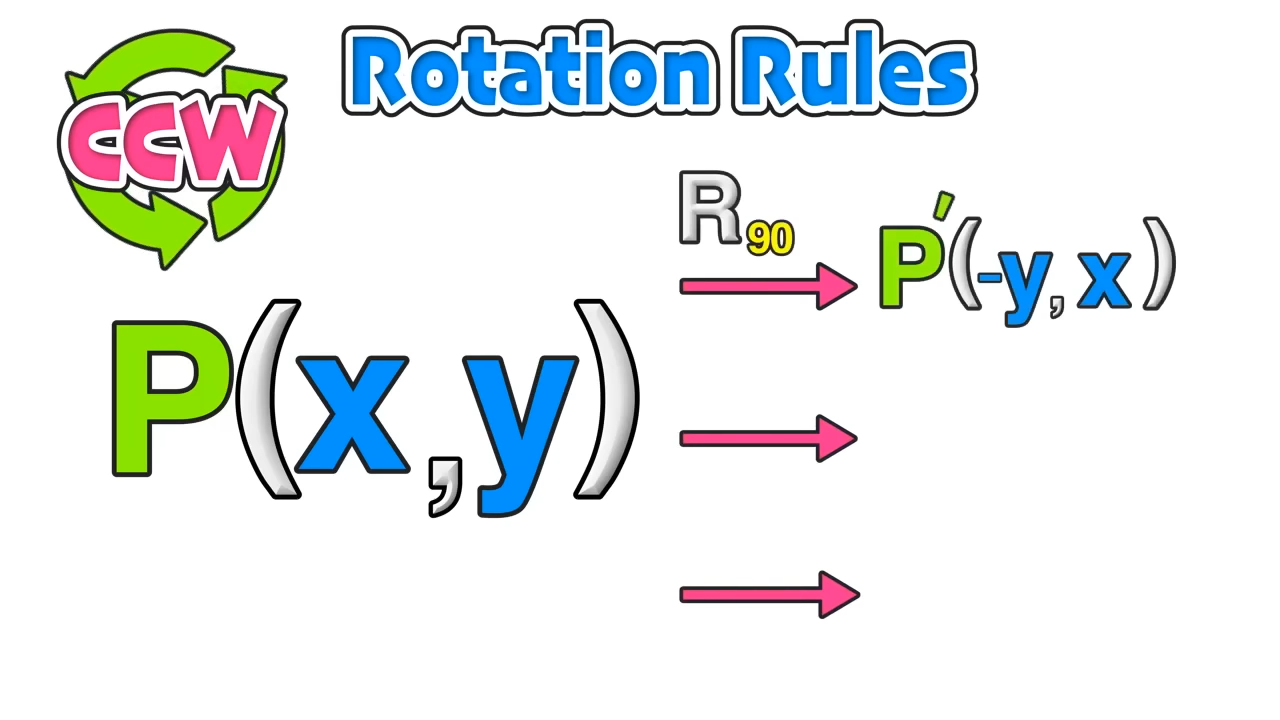 CCW
Rotation Rules
R90
P'(-y, x)
P(x,y)